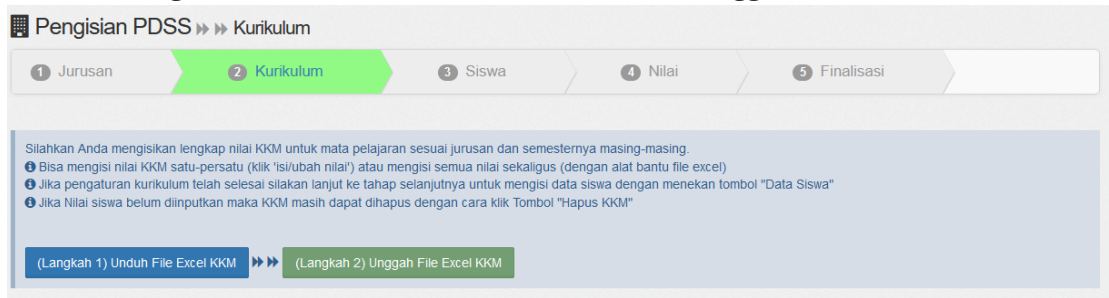 Pengisian PDSS Kurikulum
1 Jurusan 2 Kurikulum 3 Siswa 4 Nilai 5 Finalisasi
Silahkan Anda mengisikan lengkap nilai KKM untuk mata pelajaran sesuai jurusan dan semesternya masing-masing.
Bisa mengisi nilai KKM satu-persatu (klik 'isi/ubah nilai') atau mengisi semua nilai sekaligus (dengan alat bantu file excel)
Jika pengaturan kurikulum telah selesai silakan lanjut ke tahap selanjutnya untuk mengisi data siswa dengan menekan tombol "Data Siswa"
Jika Nilai siswa belum diinputkan maka KKM masih dapat dihapus dengan cara klik Tombol "Hapus KKM"
(Langkah 1) Unduh File Excel KKM (Langkah 2) Unggah File Excel KKM